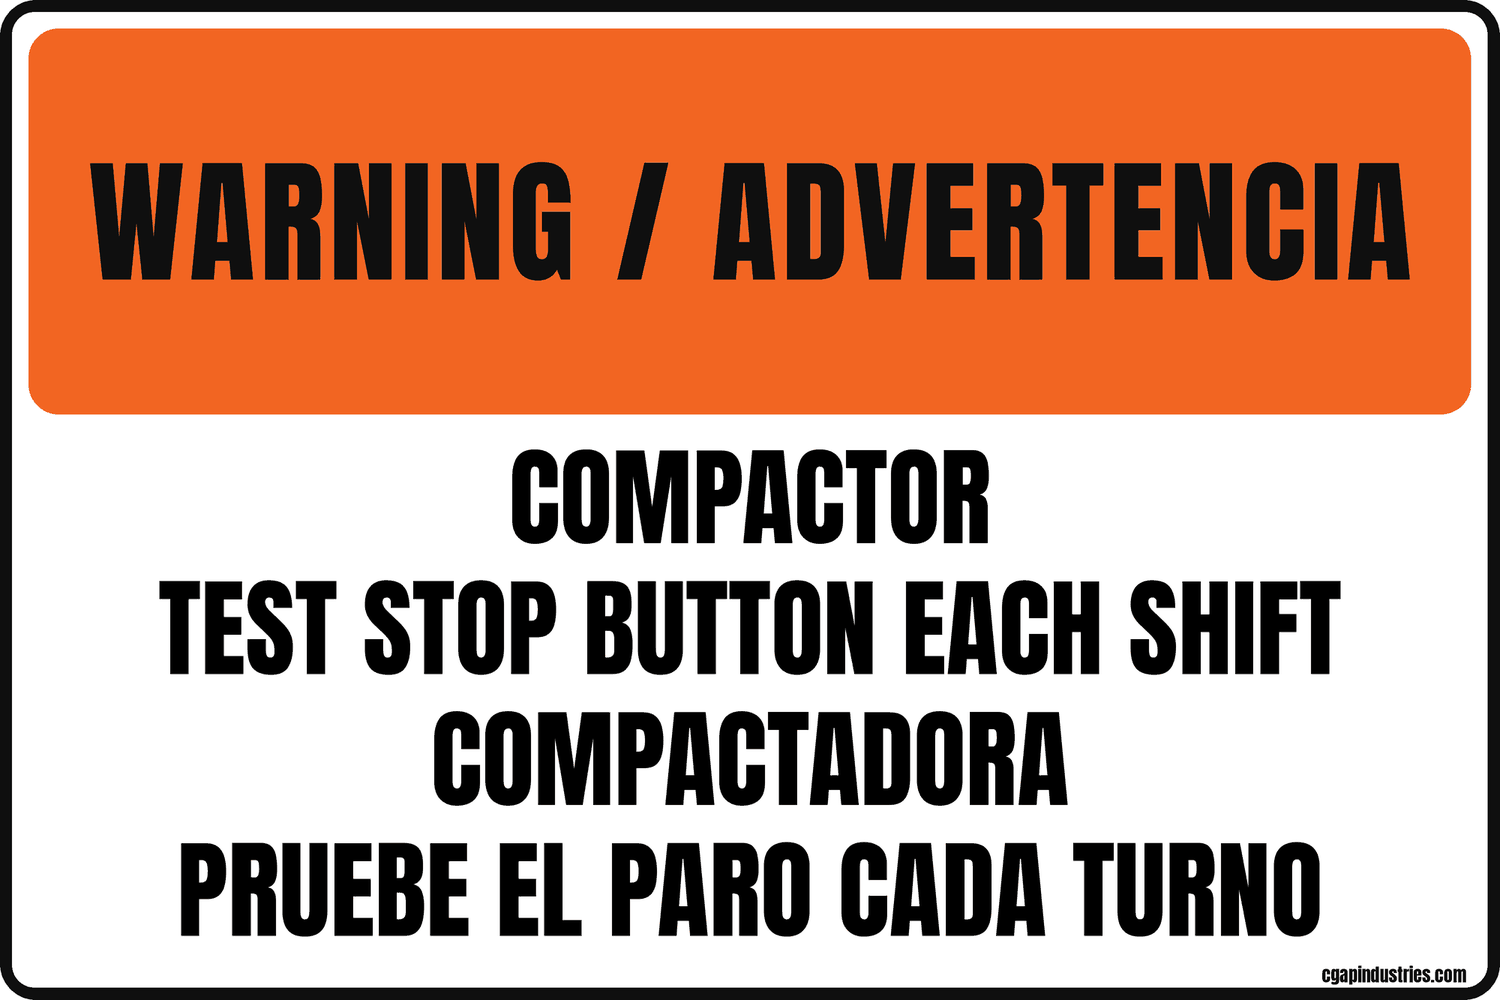 WARNING / ADVERTENCIA
COMPACTOR
TEST STOP BUTTON EACH SHIFT
COMPACTADORA
PRUEBE EL PARO CADA TURNO
cgapindustries.com